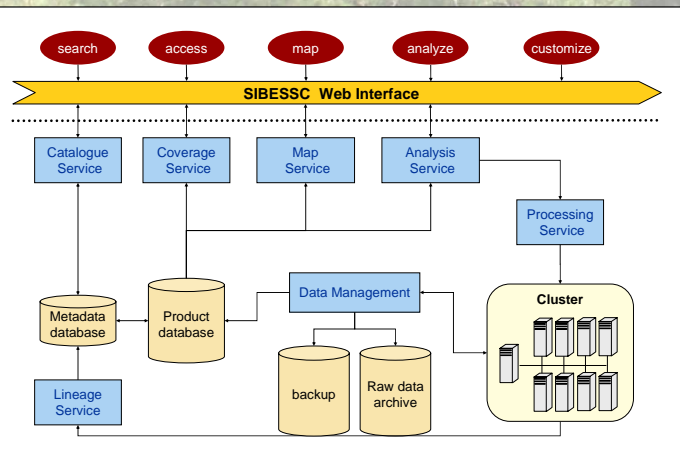 search
access
map
analyze
customize
SIBESSC Web Interface
Catalogue
Service
Coverage
Service
Map
Service
Analysis
Service
Processing
Service
Metadata
database
Product
database
Data Management
Cluster
backup
Raw data
archive
Lineage
Service